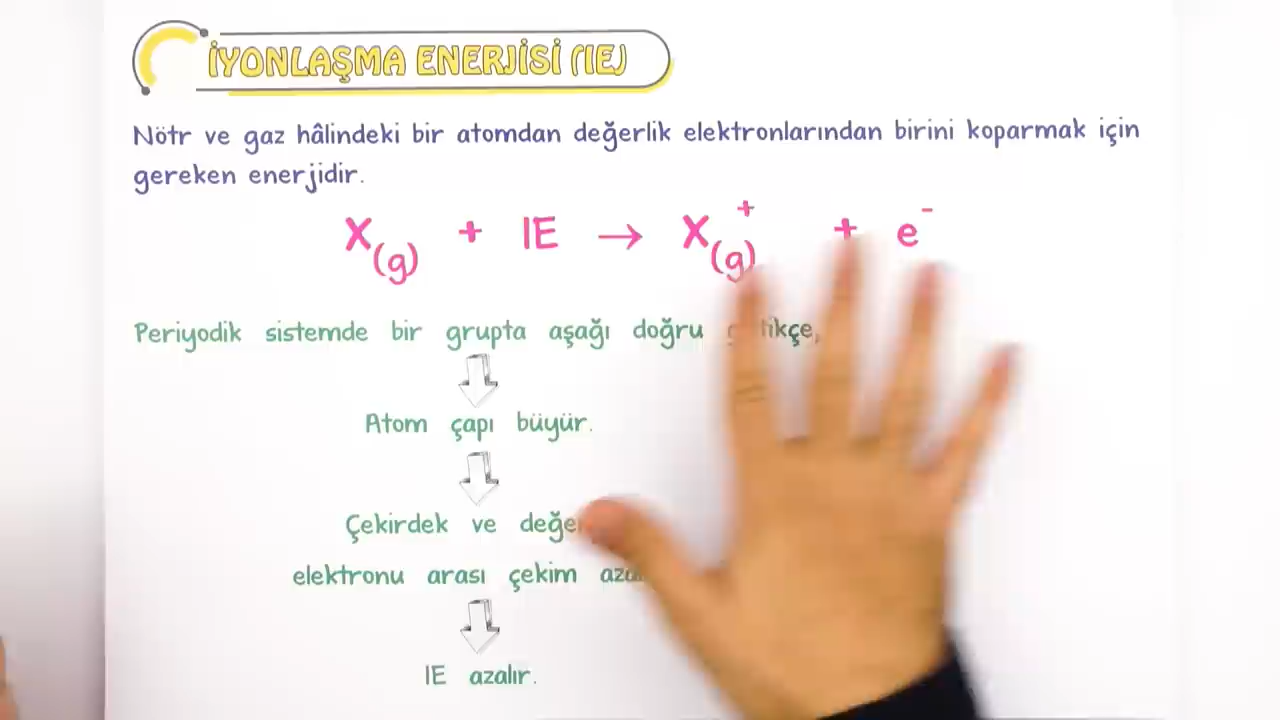 İYONLAŞMA ENERJİSİ (IE)
Nötr ve gaz hâlindeki bir atomdan değerlik elektronlarından birini koparmak için
gereken enerjidir.
X(g) + IE → X(g)⁺ + e⁻
Periyodik sistemde bir grupta aşağı doğru
Atom çapı büyür.
Çekirdek ve
elektronu arası çekim
IE azalır.